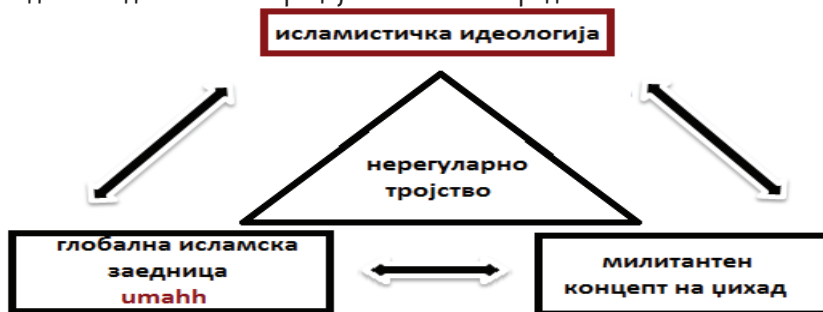 исламистичка идеологија
нерегуларно
тројство
глобална исламска
заедница
umahh
милитантен
концепт на џихад